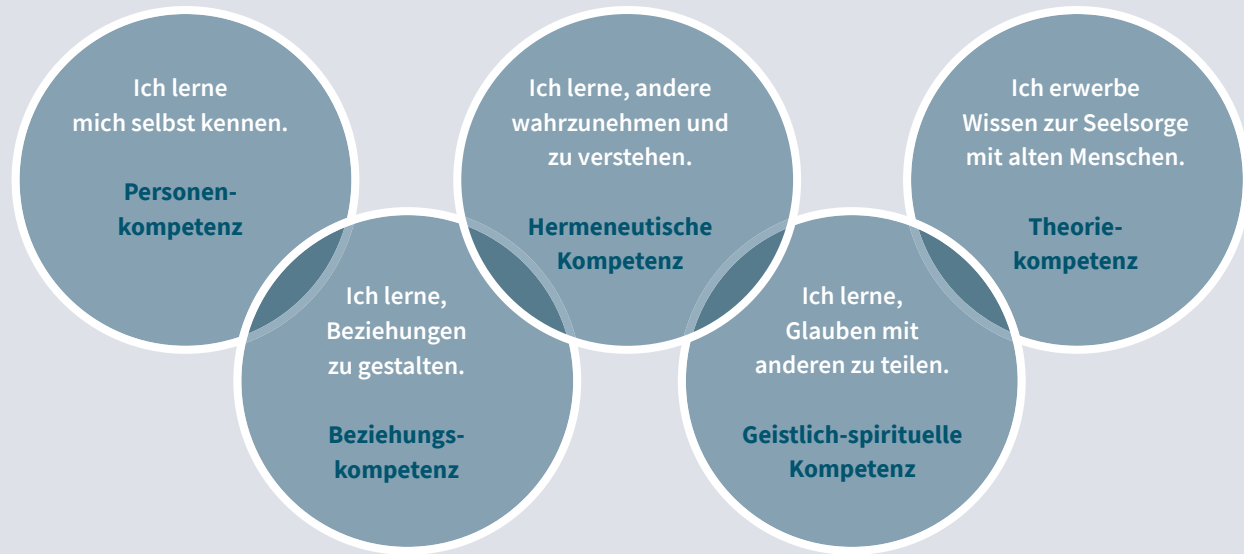 Ich lerne
mich selbst kennen.
Personen-
kompetenz
Ich lerne,
Beziehungen
zu gestalten.
Beziehungs-
kompetenz
Ich lerne, andere
wahrzunehmen und
zu verstehen.
Hermeneutische
Kompetenz
Ich lerne,
Glauben mit
anderen zu teilen.
Geistlich-spirituelle
Kompetenz
Ich erwerbe
Wissen zur Seelsorge
mit alten Menschen.
Theorie-
kompetenz